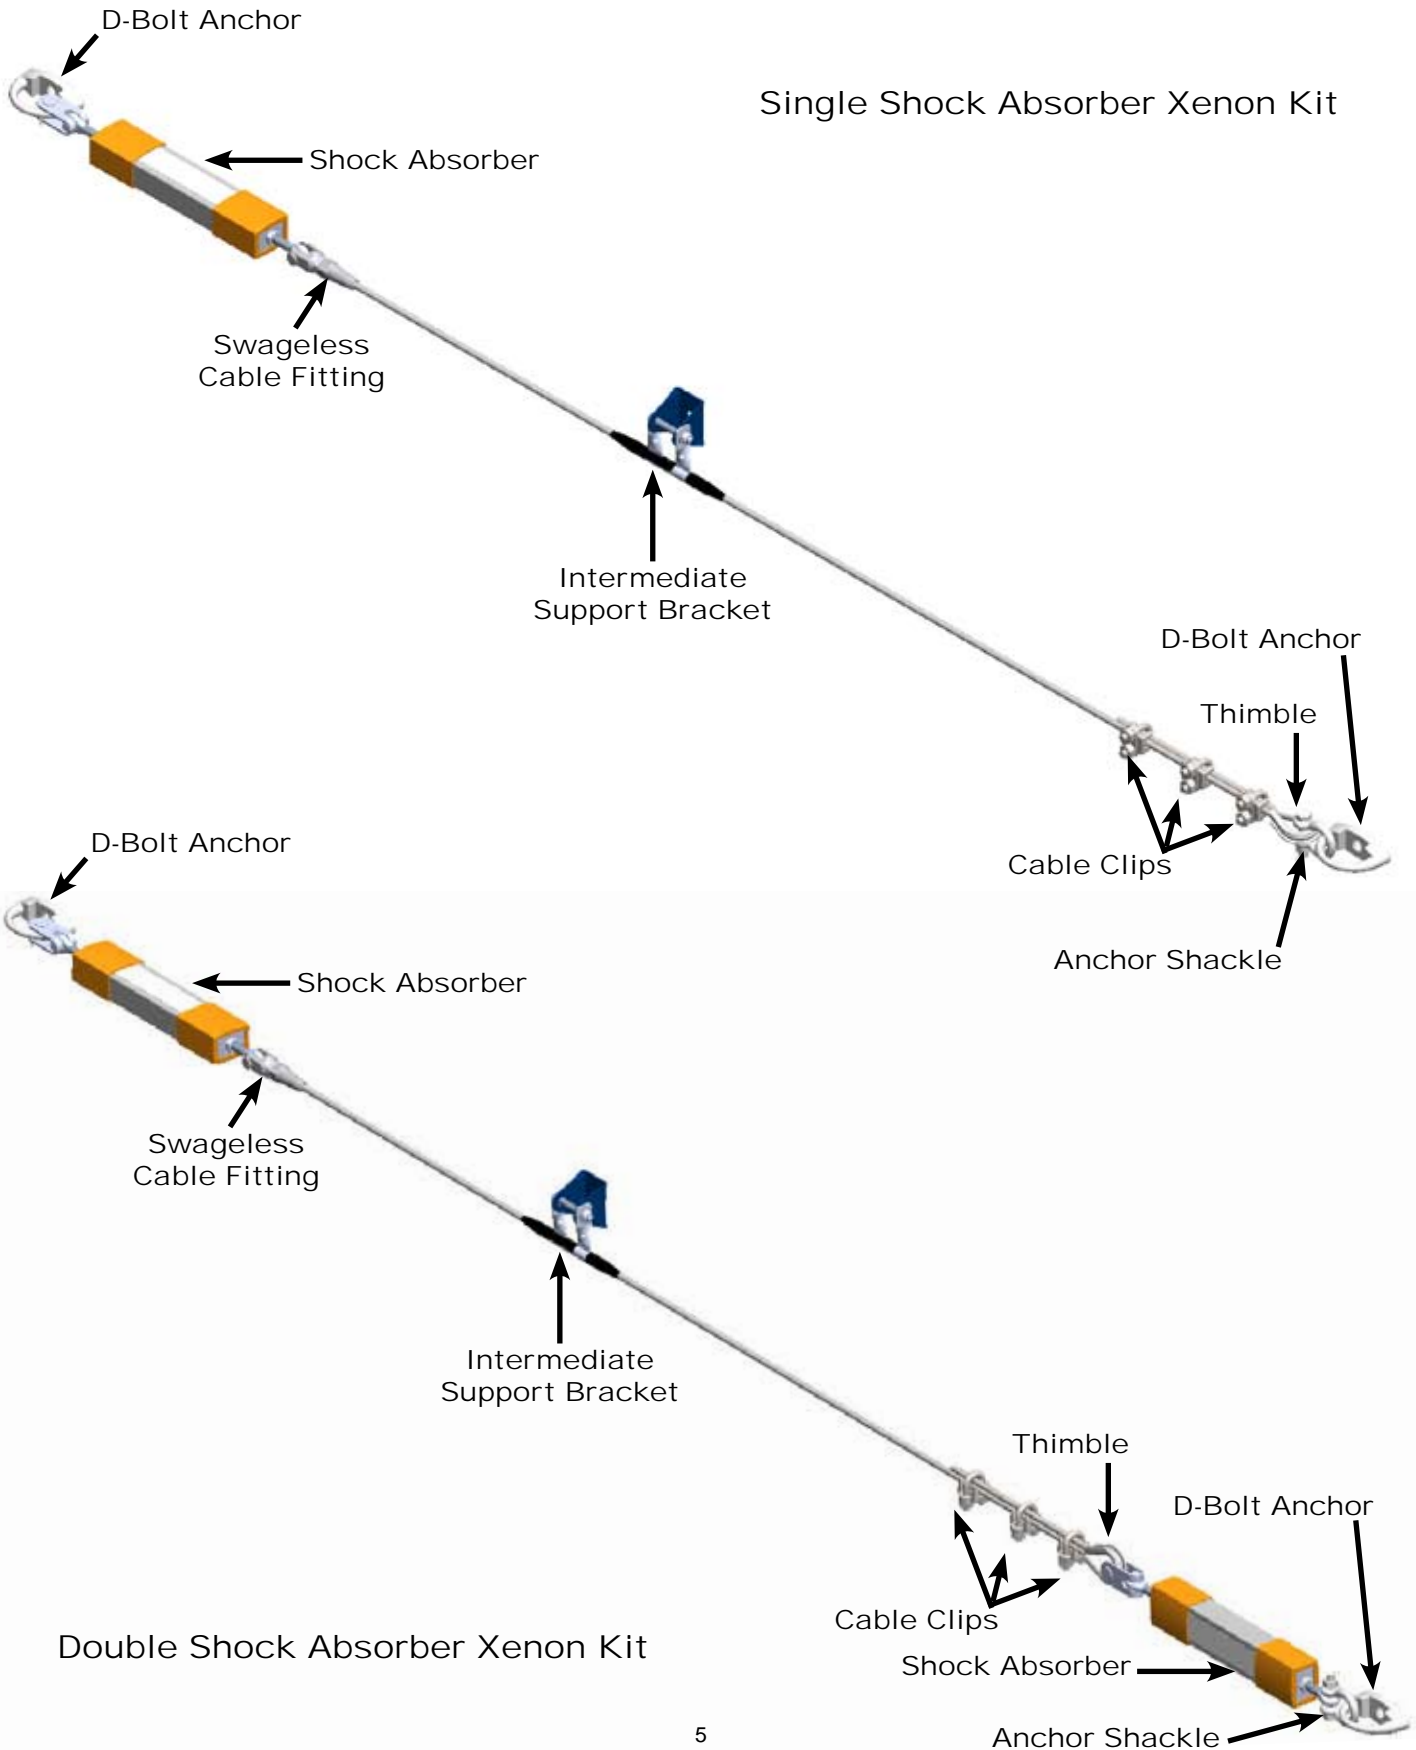 D-Bolt Anchor
Single Shock Absorber Xenon Kit
Shock Absorber
Swageless
Cable Fitting
Intermediate
Support Bracket
D-Bolt Anchor
Thimble
Cable Clips
Anchor Shackle
D-Bolt Anchor
Shock Absorber
Swageless
Cable Fitting
Intermediate
Support Bracket
Thimble
D-Bolt Anchor
Cable Clips
Double Shock Absorber Xenon Kit
Shock Absorber
Anchor Shackle
5